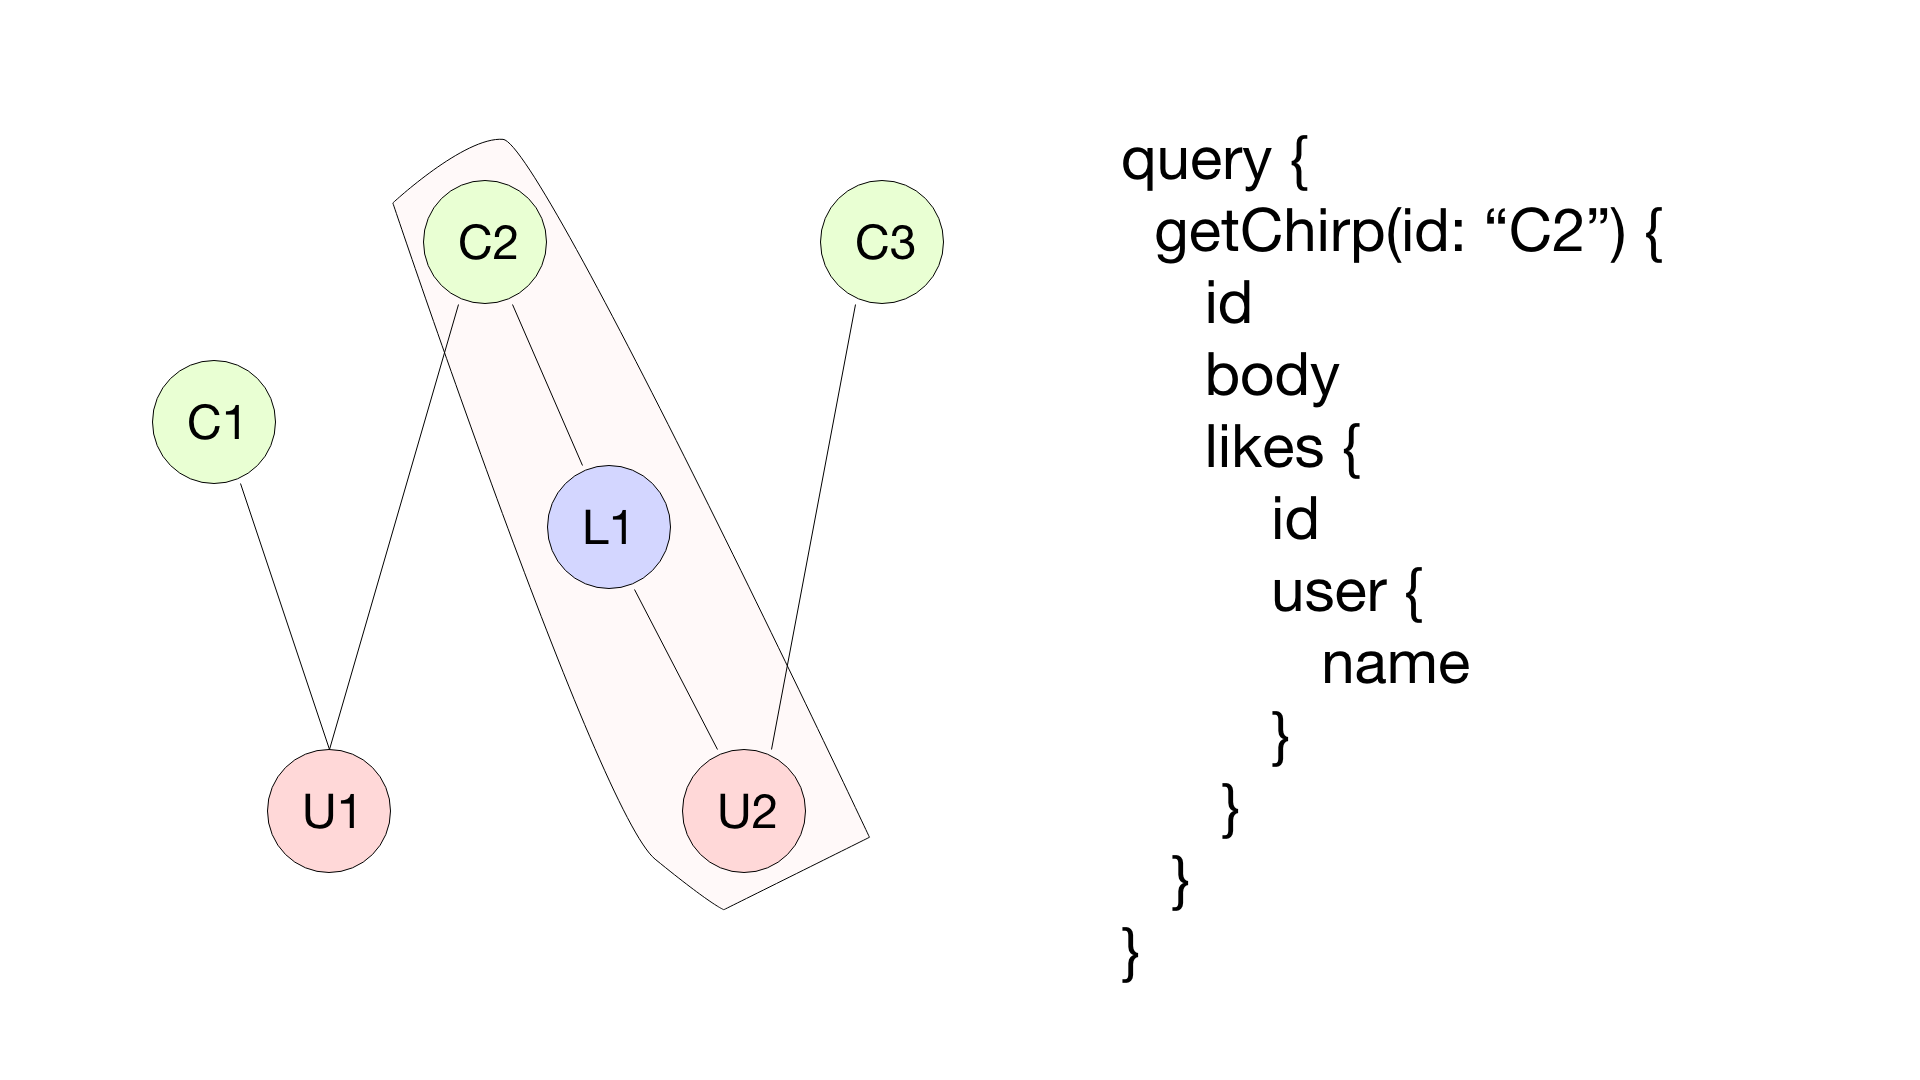 C2
C3
C1
L1
U1
U2
query {
getChirp(id: “C2”) {
id
body
likes {
id
user {
name
}
}
}
}